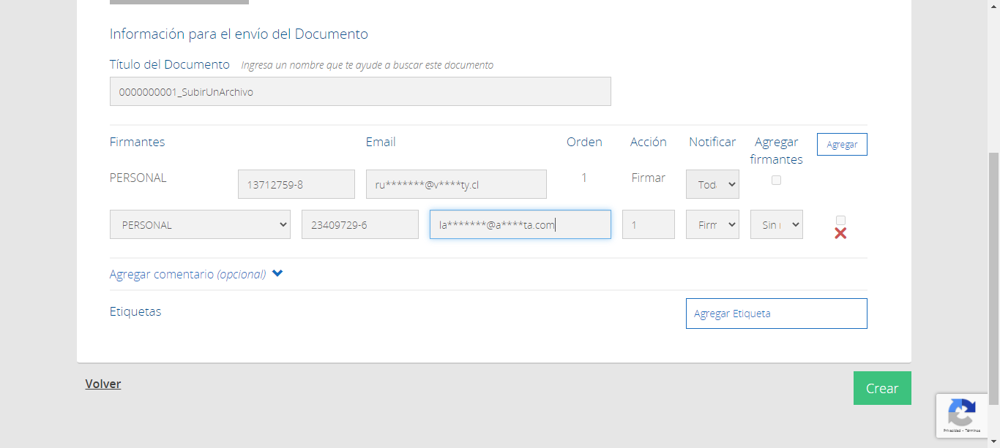 Información para el envío del Documento
Título del Documento Ingresa un nombre que te ayude a buscar este documento
0000000001_SubirUnArchivo
Firmantes Email Orden Acción Notificar Agregar firmantes Agregar
PERSONAL 13712759-8 ru*******@v****ty.cl 1 Firmar Tod
PERSONAL 23409729-6 la*******@a****ta.com 1 Firm Sin
Agregar comentario (opcional)
Etiquetas Agregar Etiqueta
Volver Crear
Privacidad - Términos